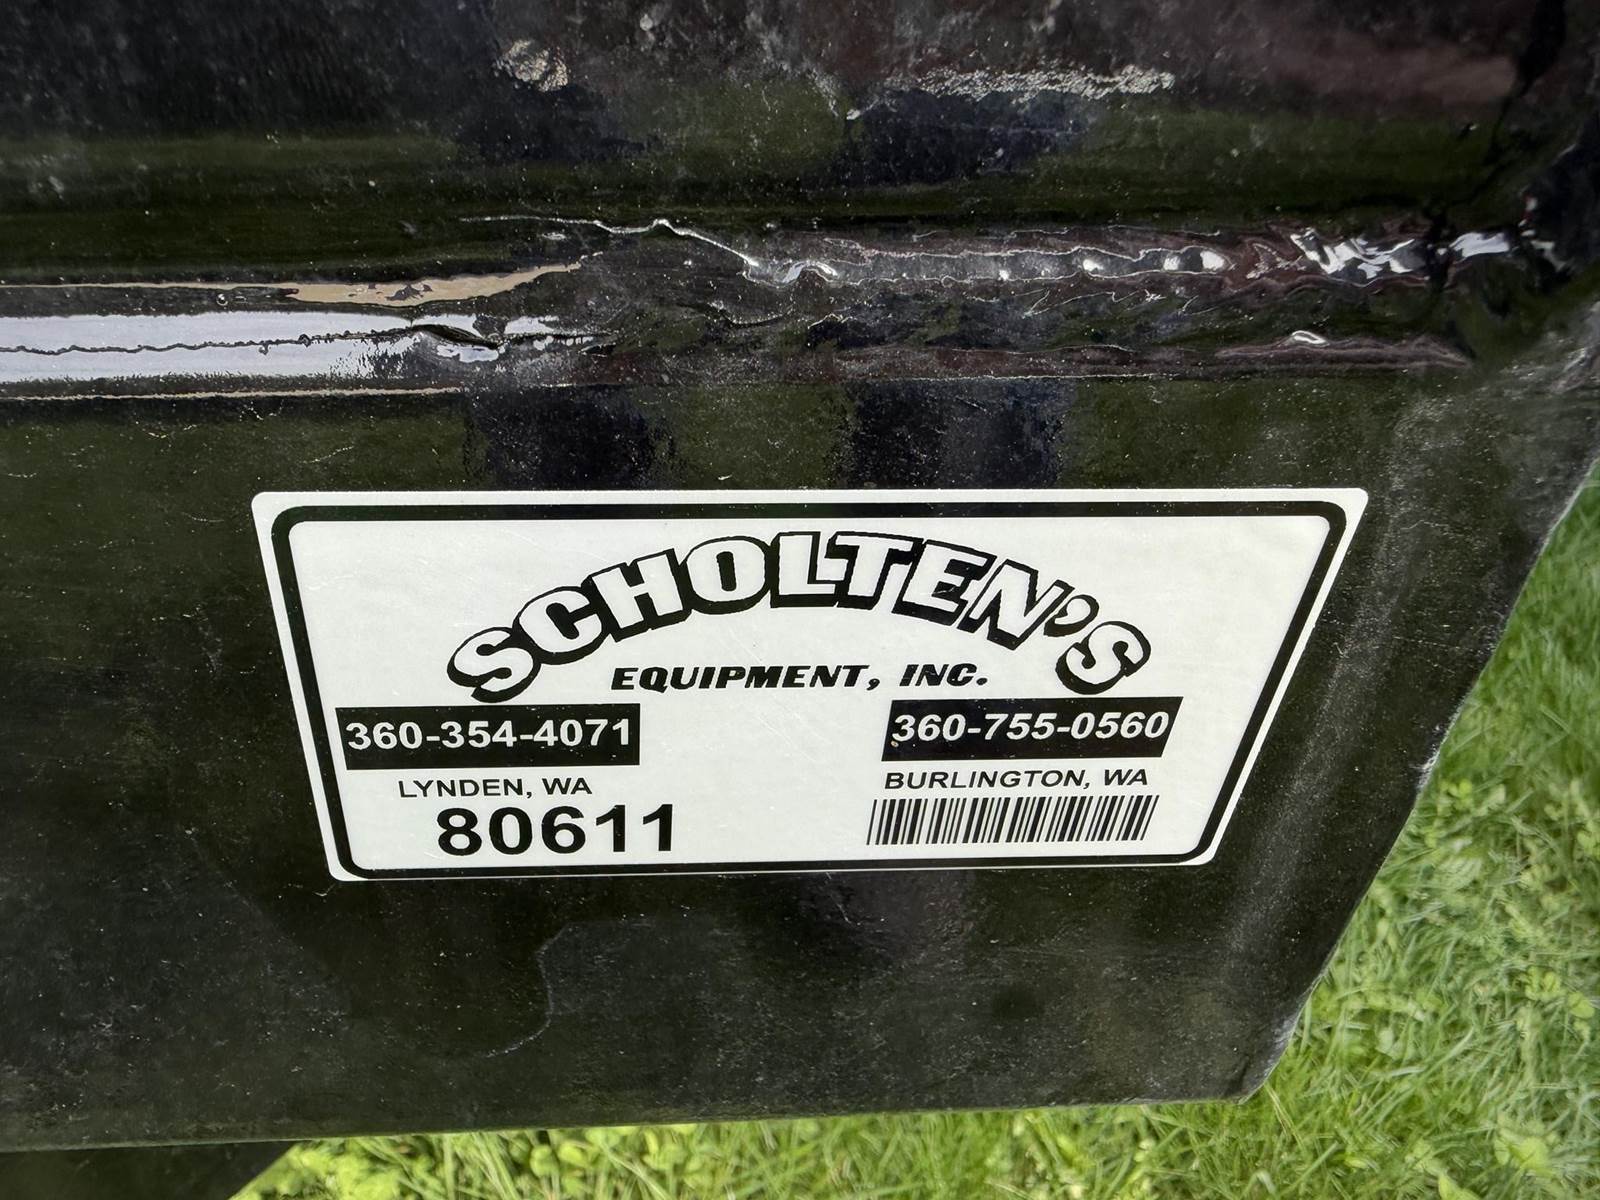 SCHOLTEN'S
EQUIPMENT, INC.
360-354-4071
360-755-0560
LYNDEN, WA
BURLINGTON, WA
80611